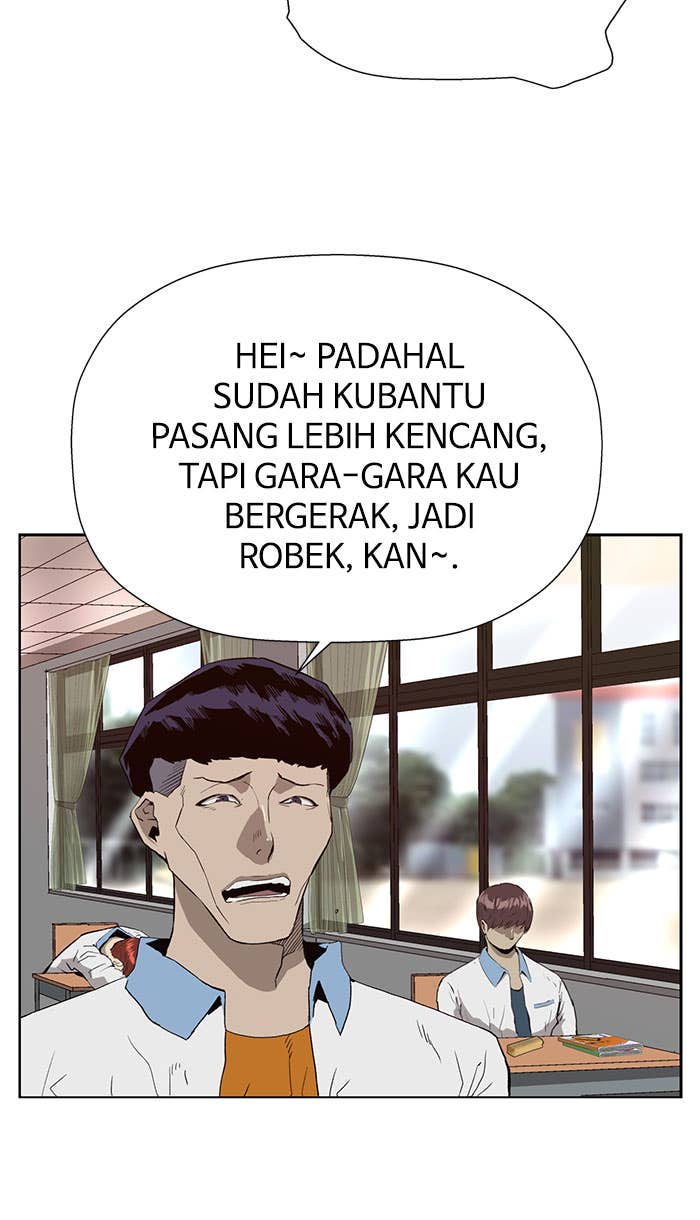 HEI~ PADAHAL
SUDAH KUBANTU
PASANG LEBIH KENCANG,
TAPI GARA-GARA KAU
BERGERAK, JADI
ROBEK, KAN~.